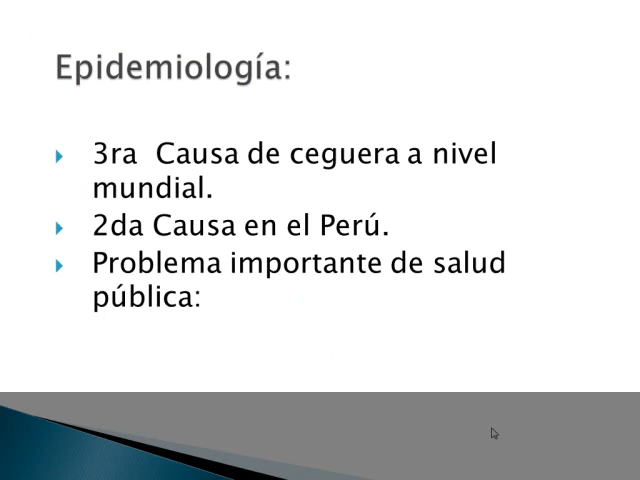 Epidemiología:
3ra Causa de ceguera a nivel
mundial.
2da Causa en el Perú.
Problema importante de salud
pública: